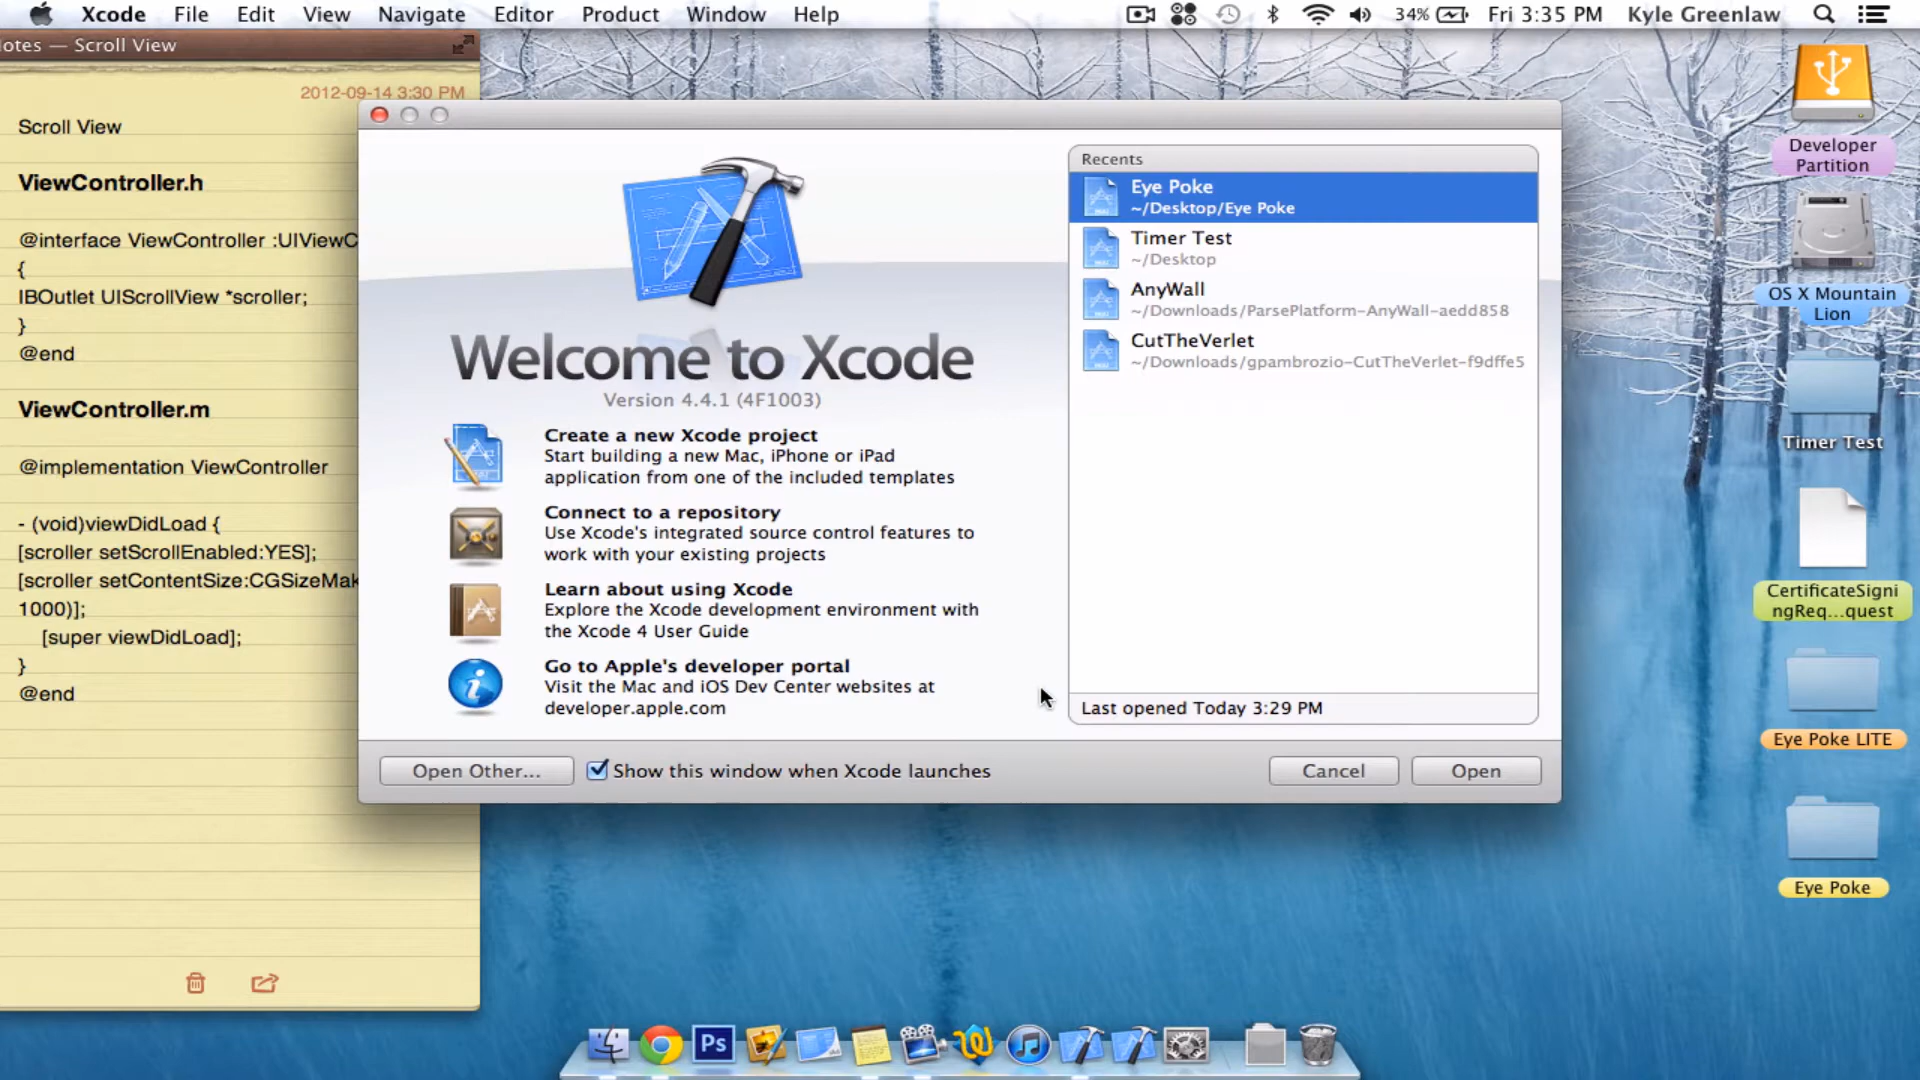 Xcode File Edit View Navigate Editor Product Window Help
34% Fri 3:35 PM Kyle Greenlaw
otes — Scroll View
2012-09-14 3:30 PM
Scroll View
ViewController.h
@interface ViewController :UIViewC
{
IBOutlet UIScrollView *scroller;
}
@end
ViewController.m
@implementation ViewController
- (void)viewDidLoad {
[scroller setScrollEnabled:YES];
[scroller setContentSize:CGSizeMak
1000)];
[super viewDidLoad];
}
@end
Welcome to Xcode
Version 4.4.1 (4F1003)
Create a new Xcode project
Start building a new Mac, iPhone or iPad
application from one of the included templates
Connect to a repository
Use Xcode's integrated source control features to
work with your existing projects
Learn about using Xcode
Explore the Xcode development environment with
the Xcode 4 User Guide
Go to Apple's developer portal
Visit the Mac and iOS Dev Center websites at
developer.apple.com
Recents
Eye Poke
~/Desktop/Eye Poke
Timer Test
~/Desktop
AnyWall
~/Downloads/ParsePlatform-AnyWall-aedd858
CutTheVerlet
~/Downloads/gpambrozio-CutTheVerlet-f9dffe5
Last opened Today 3:29 PM
Open Other...
Show this window when Xcode launches
Cancel
Open
Developer
Partition
OS X Mountain
Lion
Timer Test
CertificateSigni
ngReq...quest
Eye Poke LITE
Eye Poke
Ps